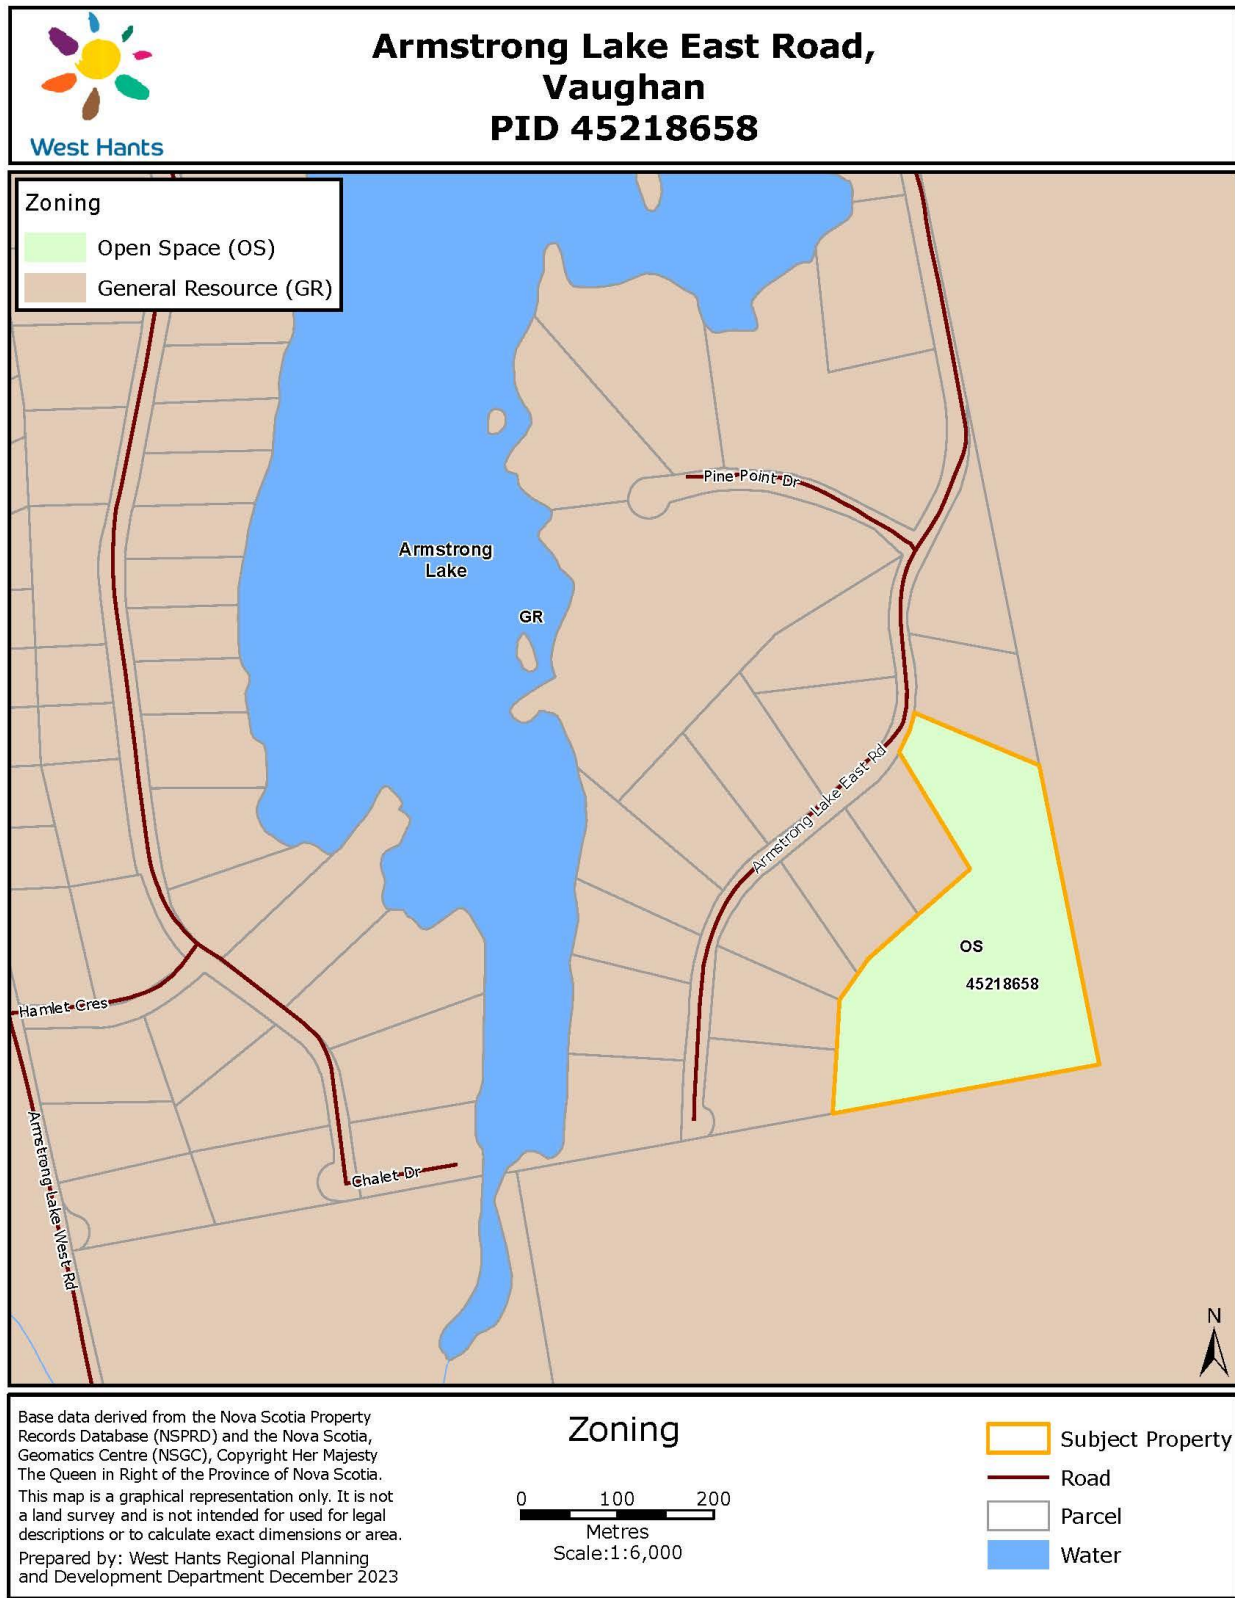 Armstrong Lake East Road,
Vaughan
PID 45218658
West Hants
Zoning
Open Space (OS)
General Resource (GR)
Pine Point Dr
Armstrong
Lake
GR
Armstrong Lake East Rd
OS
45218658
Hamlet Cres
Armstrong Lake West Rd
Chalet Dr
N
Base data derived from the Nova Scotia Property
Records Database (NSPRD) and the Nova Scotia,
Geomatics Centre (NSGC), Copyright Her Majesty
The Queen in Right of the Province of Nova Scotia.
This map is a graphical representation only. It is not
a land survey and is not intended for used for legal
descriptions or to calculate exact dimensions or area.
Prepared by: West Hants Regional Planning
and Development Department December 2023
Zoning
0 100 200
Metres
Scale:1:6,000
Subject Property
Road
Parcel
Water